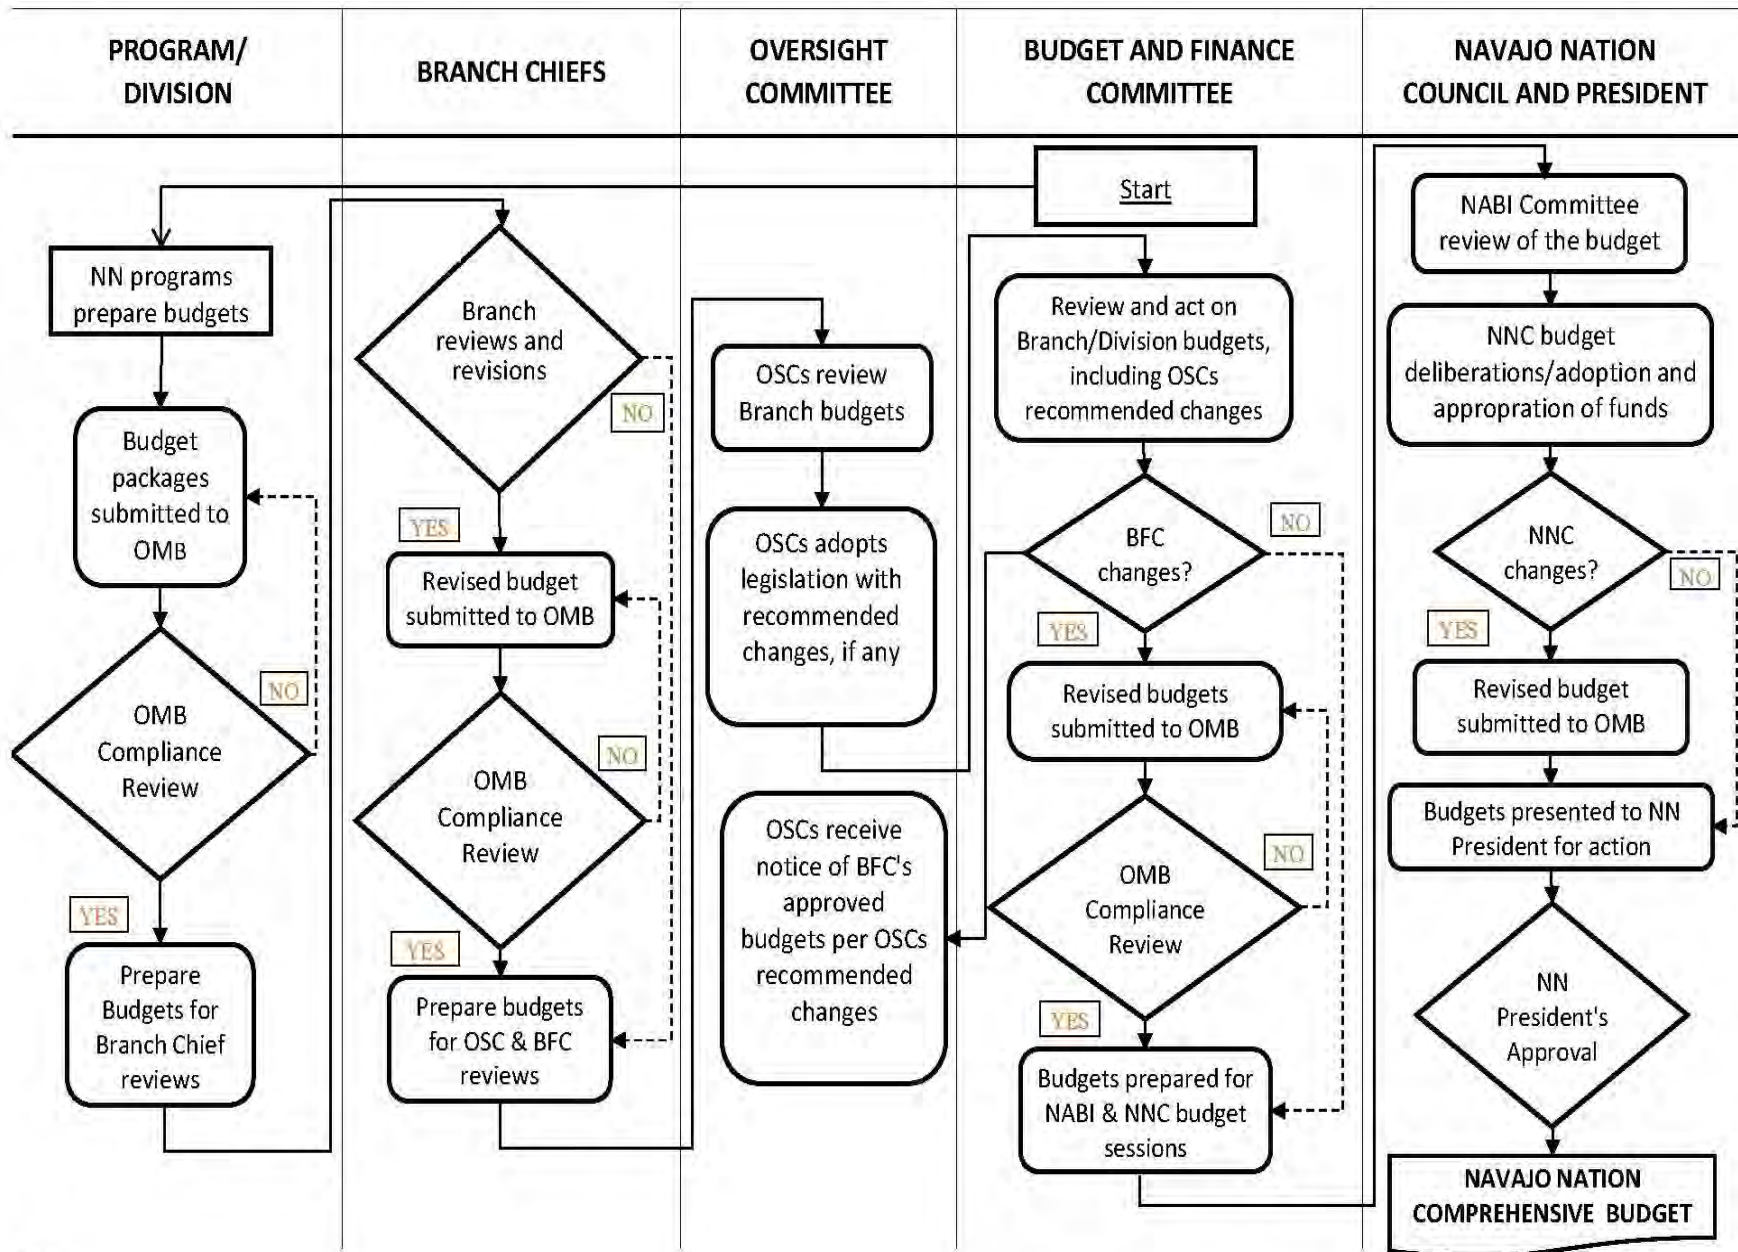 PROGRAM/
DIVISION
BRANCH CHIEFS
OVERSIGHT
COMMITTEE
BUDGET AND FINANCE
COMMITTEE
NAVAJO NATION
COUNCIL AND PRESIDENT
NN programs
prepare budgets
Budget
packages
submitted to
OMB
NO
OMB
Compliance
Review
YES
Prepare
Budgets for
Branch Chief
reviews
Branch
reviews and
revisions
NO
YES
Revised budget
submitted to OMB
NO
OMB
Compliance
Review
YES
Prepare budgets
for OSC & BFC
reviews
OSCs review
Branch budgets
OSCs adopts
legislation with
recommended
changes, if any
OSCs receive
notice of BFC's
approved
budgets per OSCs
recommended
changes
Start
Review and act on
Branch/Division budgets,
including OSCs
recommended changes
NO
BFC
changes?
YES
Revised budgets
submitted to OMB
NO
OMB
Compliance
Review
YES
Budgets prepared for
NABI & NNC budget
sessions
NABI Committee
review of the budget
NNC budget
deliberations/adoption and
appropration of funds
NNC
changes?
NO
YES
Revised budget
submitted to OMB
Budgets presented to NN
President for action
NN
President's
Approval
NAVAJO NATION
COMPREHENSIVE BUDGET